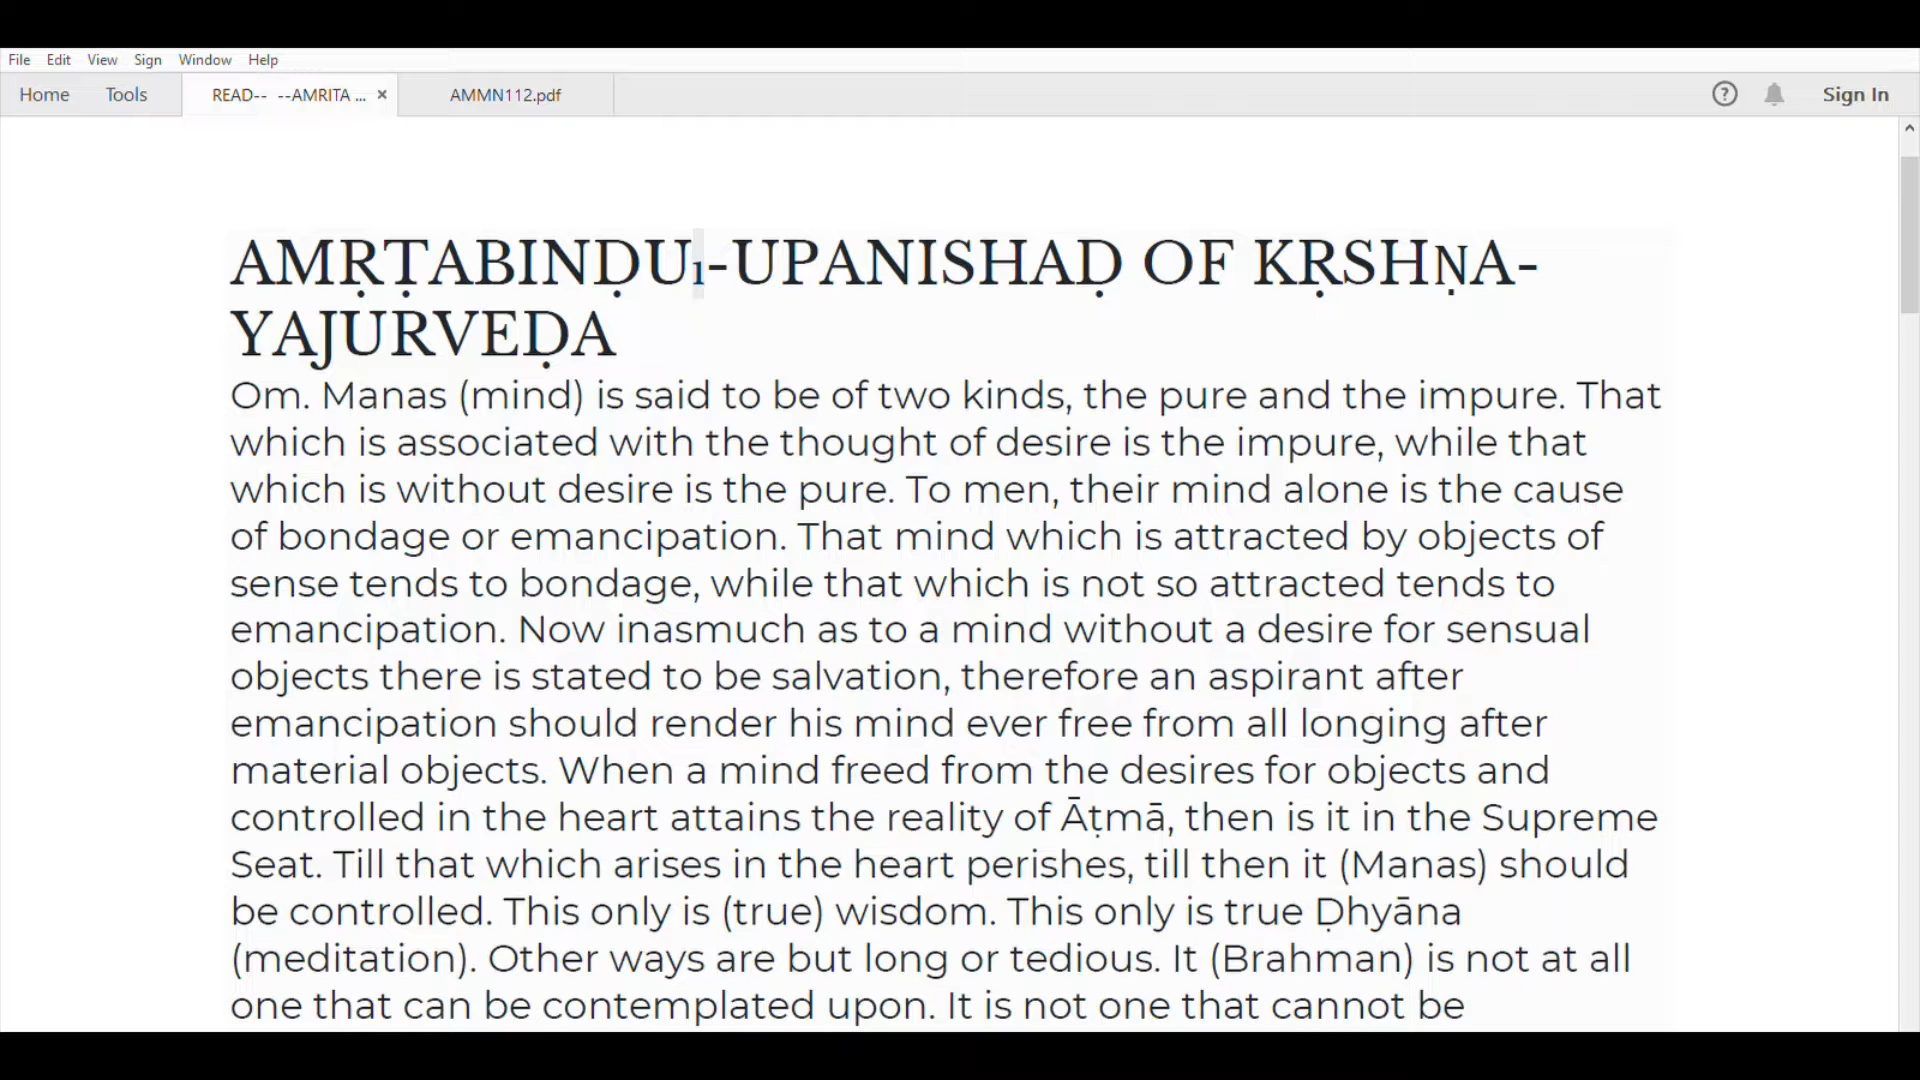 File Edit View Sign Window Help
Home Tools READ-- --AMRITA ... × AMMN112.pdf ? Sign In
AMṚṬABINḌU1-UPANISHAḌ OF KṚSHṆA-
YAJURVEḌA
Om. Manas (mind) is said to be of two kinds, the pure and the impure. That
which is associated with the thought of desire is the impure, while that
which is without desire is the pure. To men, their mind alone is the cause
of bondage or emancipation. That mind which is attracted by objects of
sense tends to bondage, while that which is not so attracted tends to
emancipation. Now inasmuch as to a mind without a desire for sensual
objects there is stated to be salvation, therefore an aspirant after
emancipation should render his mind ever free from all longing after
material objects. When a mind freed from the desires for objects and
controlled in the heart attains the reality of Āṭmā, then is it in the Supreme
Seat. Till that which arises in the heart perishes, till then it (Manas) should
be controlled. This only is (true) wisdom. This only is true Ḍhyāna
(meditation). Other ways are but long or tedious. It (Brahman) is not at all
one that can be contemplated upon. It is not one that cannot be